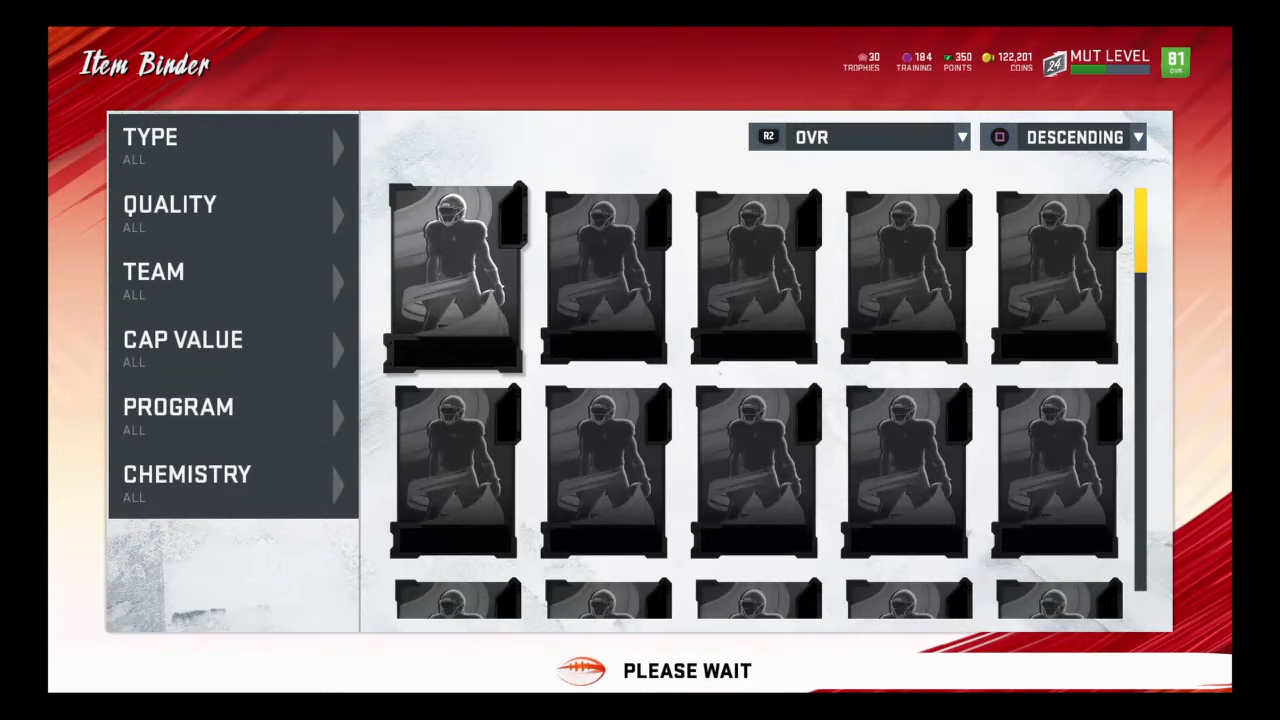 Item Binder
30
TROPHIES
184
TRAINING
350
POINTS
122,201
COINS
24
MUT LEVEL
81
OVR
TYPE
ALL
QUALITY
ALL
TEAM
ALL
CAP VALUE
ALL
PROGRAM
ALL
CHEMISTRY
ALL
R2 OVR
DESCENDING
PLEASE WAIT